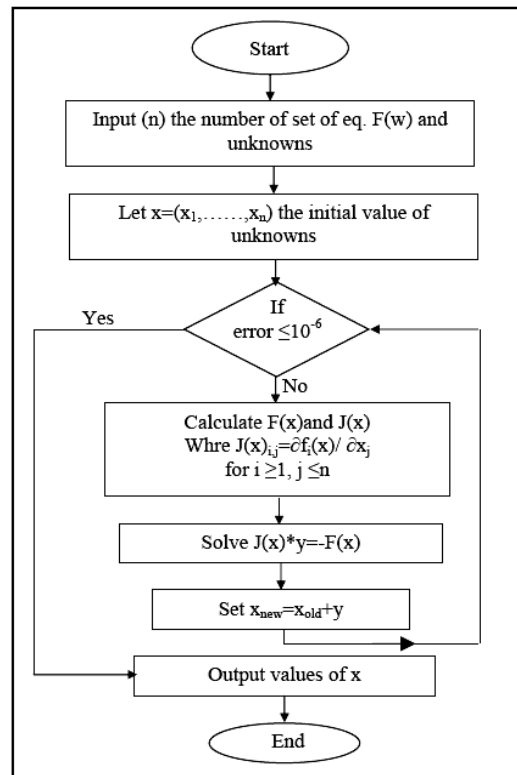 Start
Input (n) the number of set of eq. F(w) and
unknowns
Let x=(x₁,……,xₙ) the initial value of
unknowns
If
error ≤10⁻⁶
Yes
No
Calculate F(x)and J(x)
Whre J(x)ᵢ,ⱼ=∂fᵢ(x)/ ∂xⱼ
for i ≥1, j ≤n
Solve J(x)*y=-F(x)
Set xₙₑw=xₒₗd+y
Output values of x
End